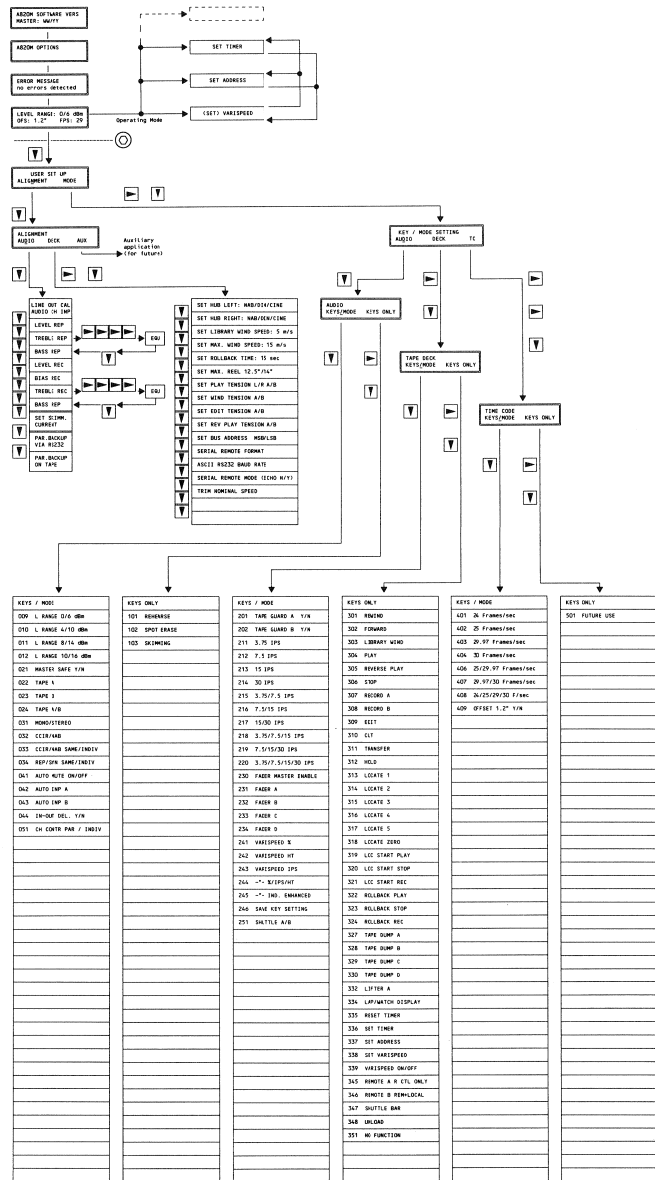 A820M SOFTWARE VERS
MASTER: WW/YY
A820M OPTIONS
ERROR MESSAGE
no errors detected
LEVEL RANGE: 0/6 dBm
OFS: 1.2" FPS: 29
Operating Mode
SET TIMER
SET ADDRESS
(SET) VARISPEED
USER SET UP
ALIGNMENT MODE
ALIGNMENT
AUDIO DECK AUX
Auxiliary
application
(for future)
KEY / MODE SETTING
AUDIO DECK TC
LINE OUT CAL
AUDIO CH INP
LEVEL REP
TREBLE REP
EQU
BASS REP
LEVEL REC
BIAS REC
TREBLE REC
EQU
BASS REP
SET
CURRENT
PAR.BACKUP
VIA RS232
PAR.BACKUP
ON TAPE
SET HUB LEFT: NAB/DIN/CINE
SET HUB RIGHT: NAB/DIN/CINE
SET LIBRARY WIND SPEED: 5 m/s
SET MAX. WIND SPEED: 15 m/s
SET ROLLBACK TIME: 15 sec
SET MAX. REEL 12.5"/14"
SET PLAY TENSION L/R A/B
SET WIND TENSION A/B
SET EDIT TENSION A/B
SET REV PLAY TENSION A/B
SET BUS ADDRESS MSB/LSB
SERIAL REMOTE FORMAT
ASCII RS232 BAUD RATE
SERIAL REMOTE MODE (ECHO N/Y)
TRIM NOMINAL SPEED
AUDIO
KEYS/MODE KEYS ONLY
TAPE DECK
KEYS/MODE KEYS ONLY
TIME CODE
KEYS/MODE KEYS ONLY
KEYS / MODE
009 L RANGE 0/6 dBm
010 L RANGE 4/10 dBm
011 L RANGE 8/14 dBm
012 L RANGE 10/16 dBm
021 MASTER SAFE Y/N
022 TAPE A
023 TAPE B
024 TAPE A/B
031 MONO/STEREO
032 CCIR/NAB
033 CCIR/NAB SAME/INDIV
034 REP/SYN SAME/INDIV
041 AUTO MUTE ON/OFF
042 AUTO INP A
043 AUTO INP B
044 IN-OUT DEL. Y/N
051 CH CONTR PAR / INDIV
KEYS ONLY
101 REHERSE
102 SPOT ERASE
103 SKIMMING
KEYS / MODE
201 TAPE GUARD A Y/N
202 TAPE GUARD B Y/N
211 3.75 IPS
212 7.5 IPS
213 15 IPS
214 30 IPS
215 3.75/7.5 IPS
216 7.5/15 IPS
217 15/30 IPS
218 3.75/7.5/15 IPS
219 7.5/15/30 IPS
220 3.75/7.5/15/30 IPS
230 FADER MASTER ENABLE
231 FADER A
232 FADER B
233 FADER C
234 FADER D
241 VARISPEED %
242 VARISPEED HT
243 VARISPEED IPS
244 -"- %/IPS/HT
245 -"- IND. ENHANCED
246 SAVE KEY SETTING
251 SHUTTLE A/B
KEYS ONLY
301 REWIND
302 FORWARD
303 LIBRARY WIND
304 PLAY
305 REVERSE PLAY
306 STOP
307 RECORD A
308 RECORD B
309 EDIT
310 CUT
311 TRANSFER
312 HOLD
313 LOCATE 1
314 LOCATE 2
315 LOCATE 3
316 LOCATE 4
317 LOCATE 5
318 LOCATE ZERO
319 LOC START PLAY
320 LOC START STOP
321 LOC START REC
322 ROLLBACK PLAY
323 ROLLBACK STOP
324 ROLLBACK REC
327 TAPE DUMP A
328 TAPE DUMP B
329 TAPE DUMP C
330 TAPE DUMP D
332 LIFTER A
334 LAP/WATCH DISPLAY
335 RESET TIMER
336 SET TIMER
337 SET ADDRESS
338 SET VARISPEED
339 VARISPEED ON/OFF
345 REMOTE A R CTL ONLY
346 REMOTE B REM+LOCAL
347 SHUTTLE BAR
348 UNLOAD
351 NO FUNCTION
KEYS / MODE
401 24 Frames/sec
402 25 Frames/sec
403 29.97 Frames/sec
404 30 Frames/sec
406 25/29.97 Frames/sec
407 29.97/30 Frames/sec
408 24/25/29/30 F/sec
409 OFFSET 1.2" Y/N
KEYS ONLY
501 FUTURE USE